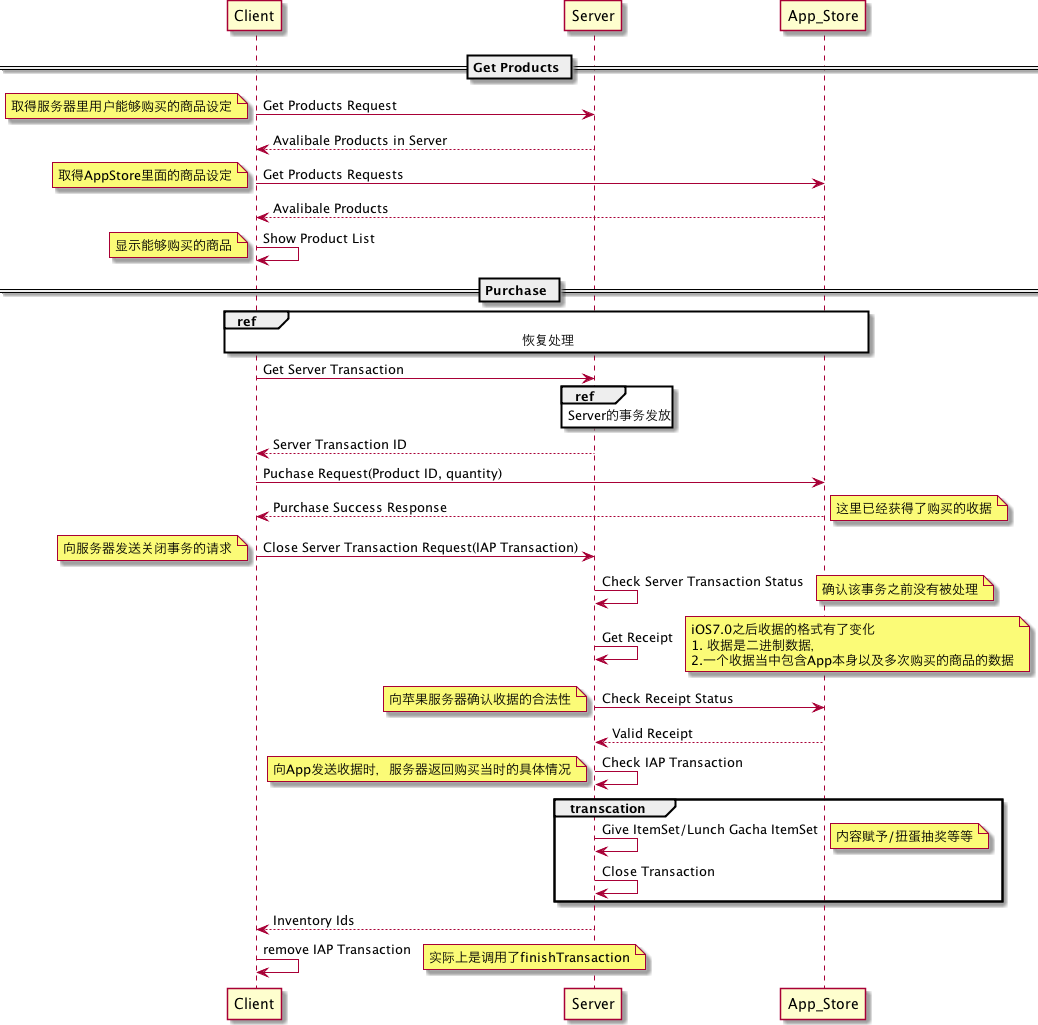 Client
Server
App_Store
Get Products
取得服务器里用户能够购买的商品设定
Get Products Request
Avalibale Products in Server
取得AppStore里面的商品设定
Get Products Requests
Avalibale Products
显示能够购买的商品
Show Product List
Purchase
ref
恢复处理
Get Server Transaction
ref
Server的事务发放
Server Transaction ID
Puchase Request(Product ID, quantity)
Purchase Success Response
这里已经获得了购买的收据
向服务器发送关闭事务的请求
Close Server Transaction Request(IAP Transaction)
Check Server Transaction Status
确认该事务之前没有被处理
Get Receipt
iOS7.0之后收据的格式有了变化
1. 收据是二进制数据，
2.一个收据当中包含App本身以及多次购买的商品的数据
向苹果服务器确认收据的合法性
Check Receipt Status
Valid Receipt
向App发送收据时，服务器返回购买当时的具体情况
Check IAP Transaction
transcation
Give ItemSet/Lunch Gacha ItemSet
内容赋予/扭蛋抽奖等等
Close Transaction
Inventory Ids
remove IAP Transaction
实际上是调用了finishTransaction
Client
Server
App_Store